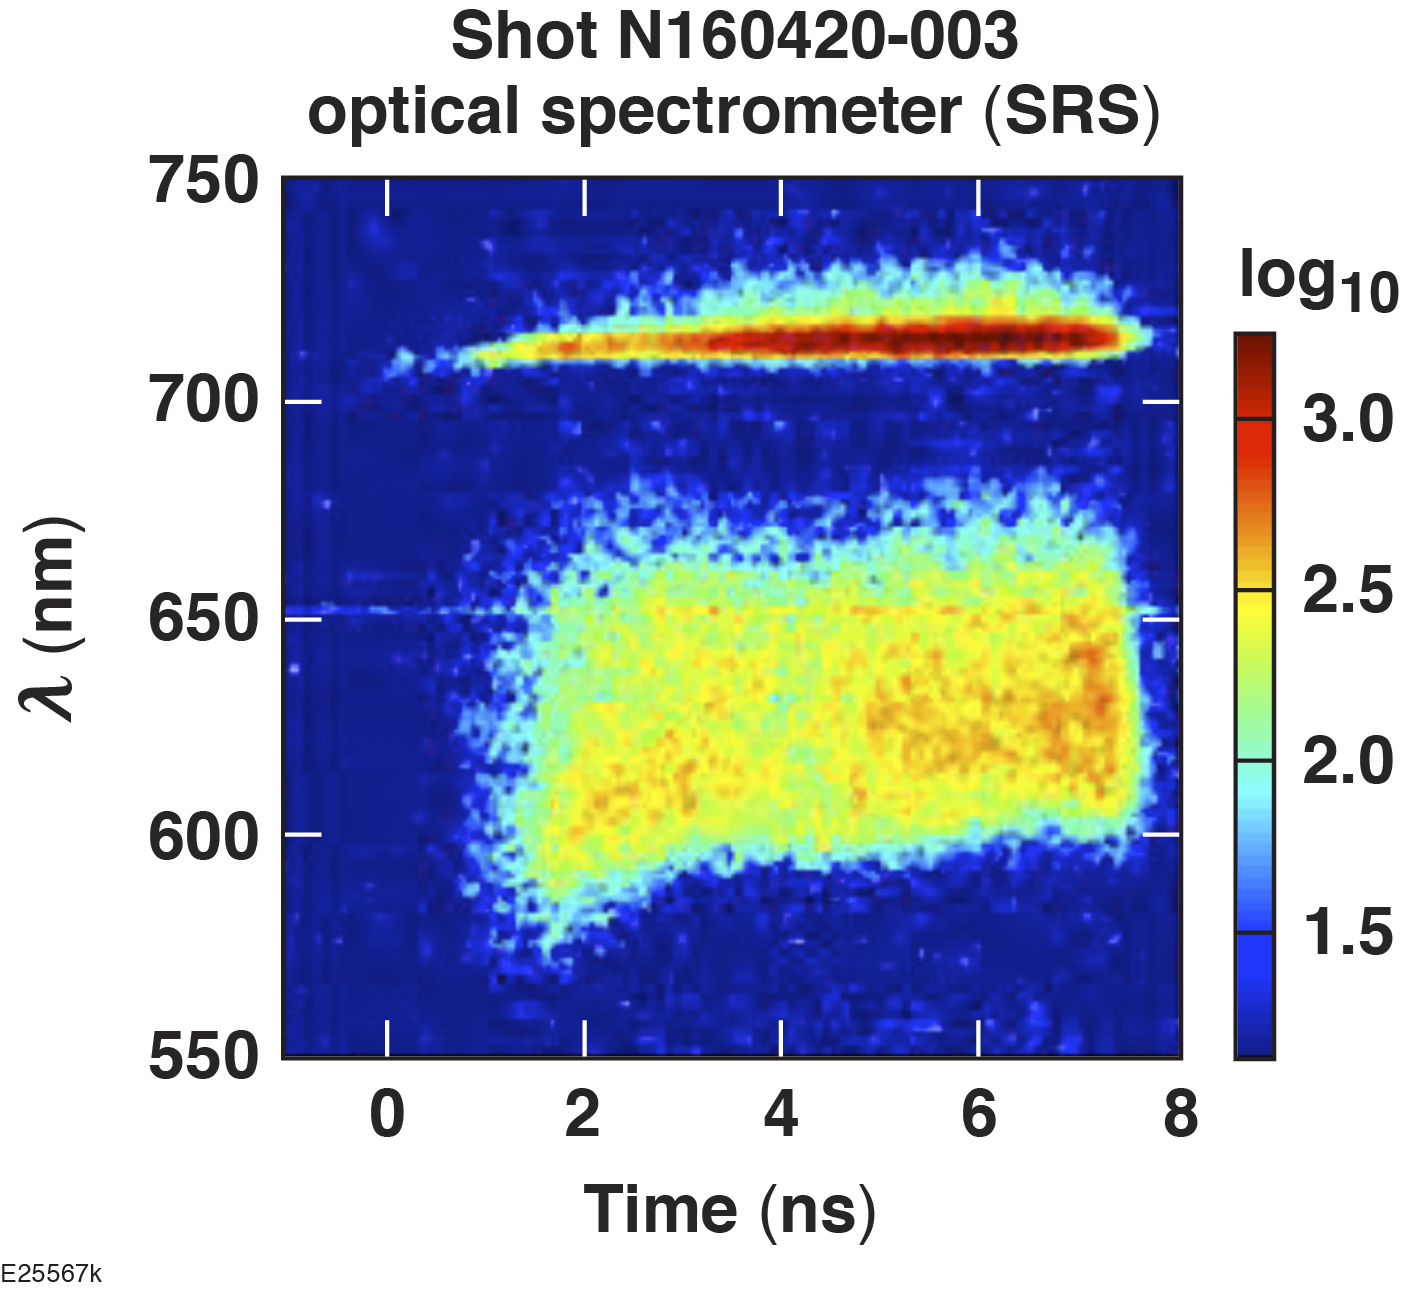 Shot N160420-003
optical spectrometer (SRS)
750
700
650
600
550
λ (nm)
0 2 4 6 8
Time (ns)
log10
3.0
2.5
2.0
1.5
E25567k